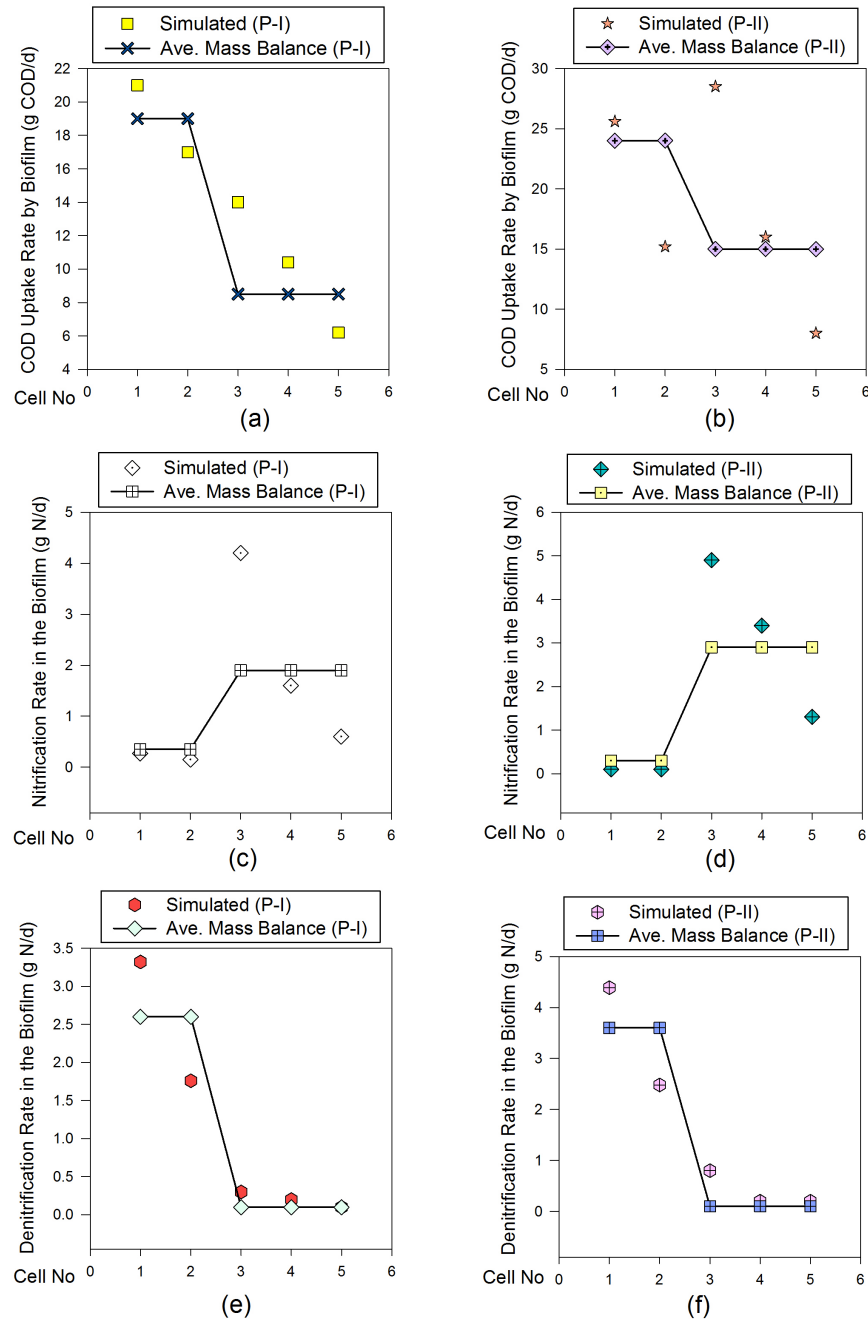 Simulated (P-I)
Ave. Mass Balance (P-I)
COD Uptake Rate by Biofilm (g COD/d)
22
20
18
16
14
12
10
8
6
4
0 1 2 3 4 5 6
Cell No
(a)
Simulated (P-II)
Ave. Mass Balance (P-II)
COD Uptake Rate by Biofilm (g COD/d)
30
25
20
15
10
5
0 1 2 3 4 5 6
Cell No
(b)
Simulated (P-I)
Ave. Mass Balance (P-I)
Nitrification Rate in the Biofilm (g N/d)
5
4
3
2
1
0
0 1 2 3 4 5 6
Cell No
(c)
Simulated (P-II)
Ave. Mass Balance (P-II)
Nitrification Rate in the Biofilm (g N/d)
6
5
4
3
2
1
0
0 1 2 3 4 5 6
Cell No
(d)
Simulated (P-I)
Ave. Mass Balance (P-I)
Denitrification Rate in the Biofilm (g N/d)
3.5
3.0
2.5
2.0
1.5
1.0
0.5
0.0
0 1 2 3 4 5 6
Cell No
(e)
Simulated (P-II)
Ave. Mass Balance (P-II)
Denitrification Rate in the Biofilm (g N/d)
5
4
3
2
1
0
0 1 2 3 4 5 6
Cell No
(f)